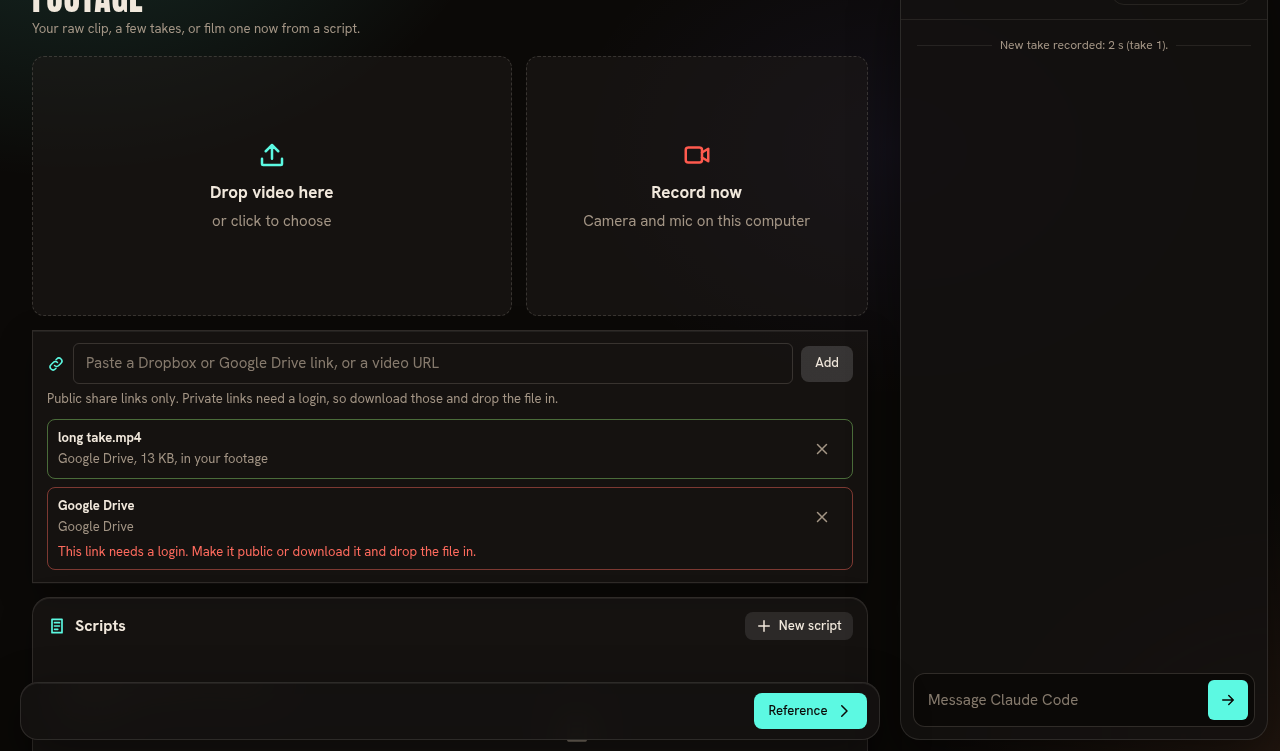 FOOTAGE
Your raw clip, a few takes, or film one now from a script.
Drop video here
or click to choose
Record now
Camera and mic on this computer
Paste a Dropbox or Google Drive link, or a video URL
Add
Public share links only. Private links need a login, so download those and drop the file in.
long take.mp4
Google Drive, 13 KB, in your footage
Google Drive
Google Drive
This link needs a login. Make it public or download it and drop the file in.
Scripts
New script
Reference
New take recorded: 2 s (take 1).
Message Claude Code